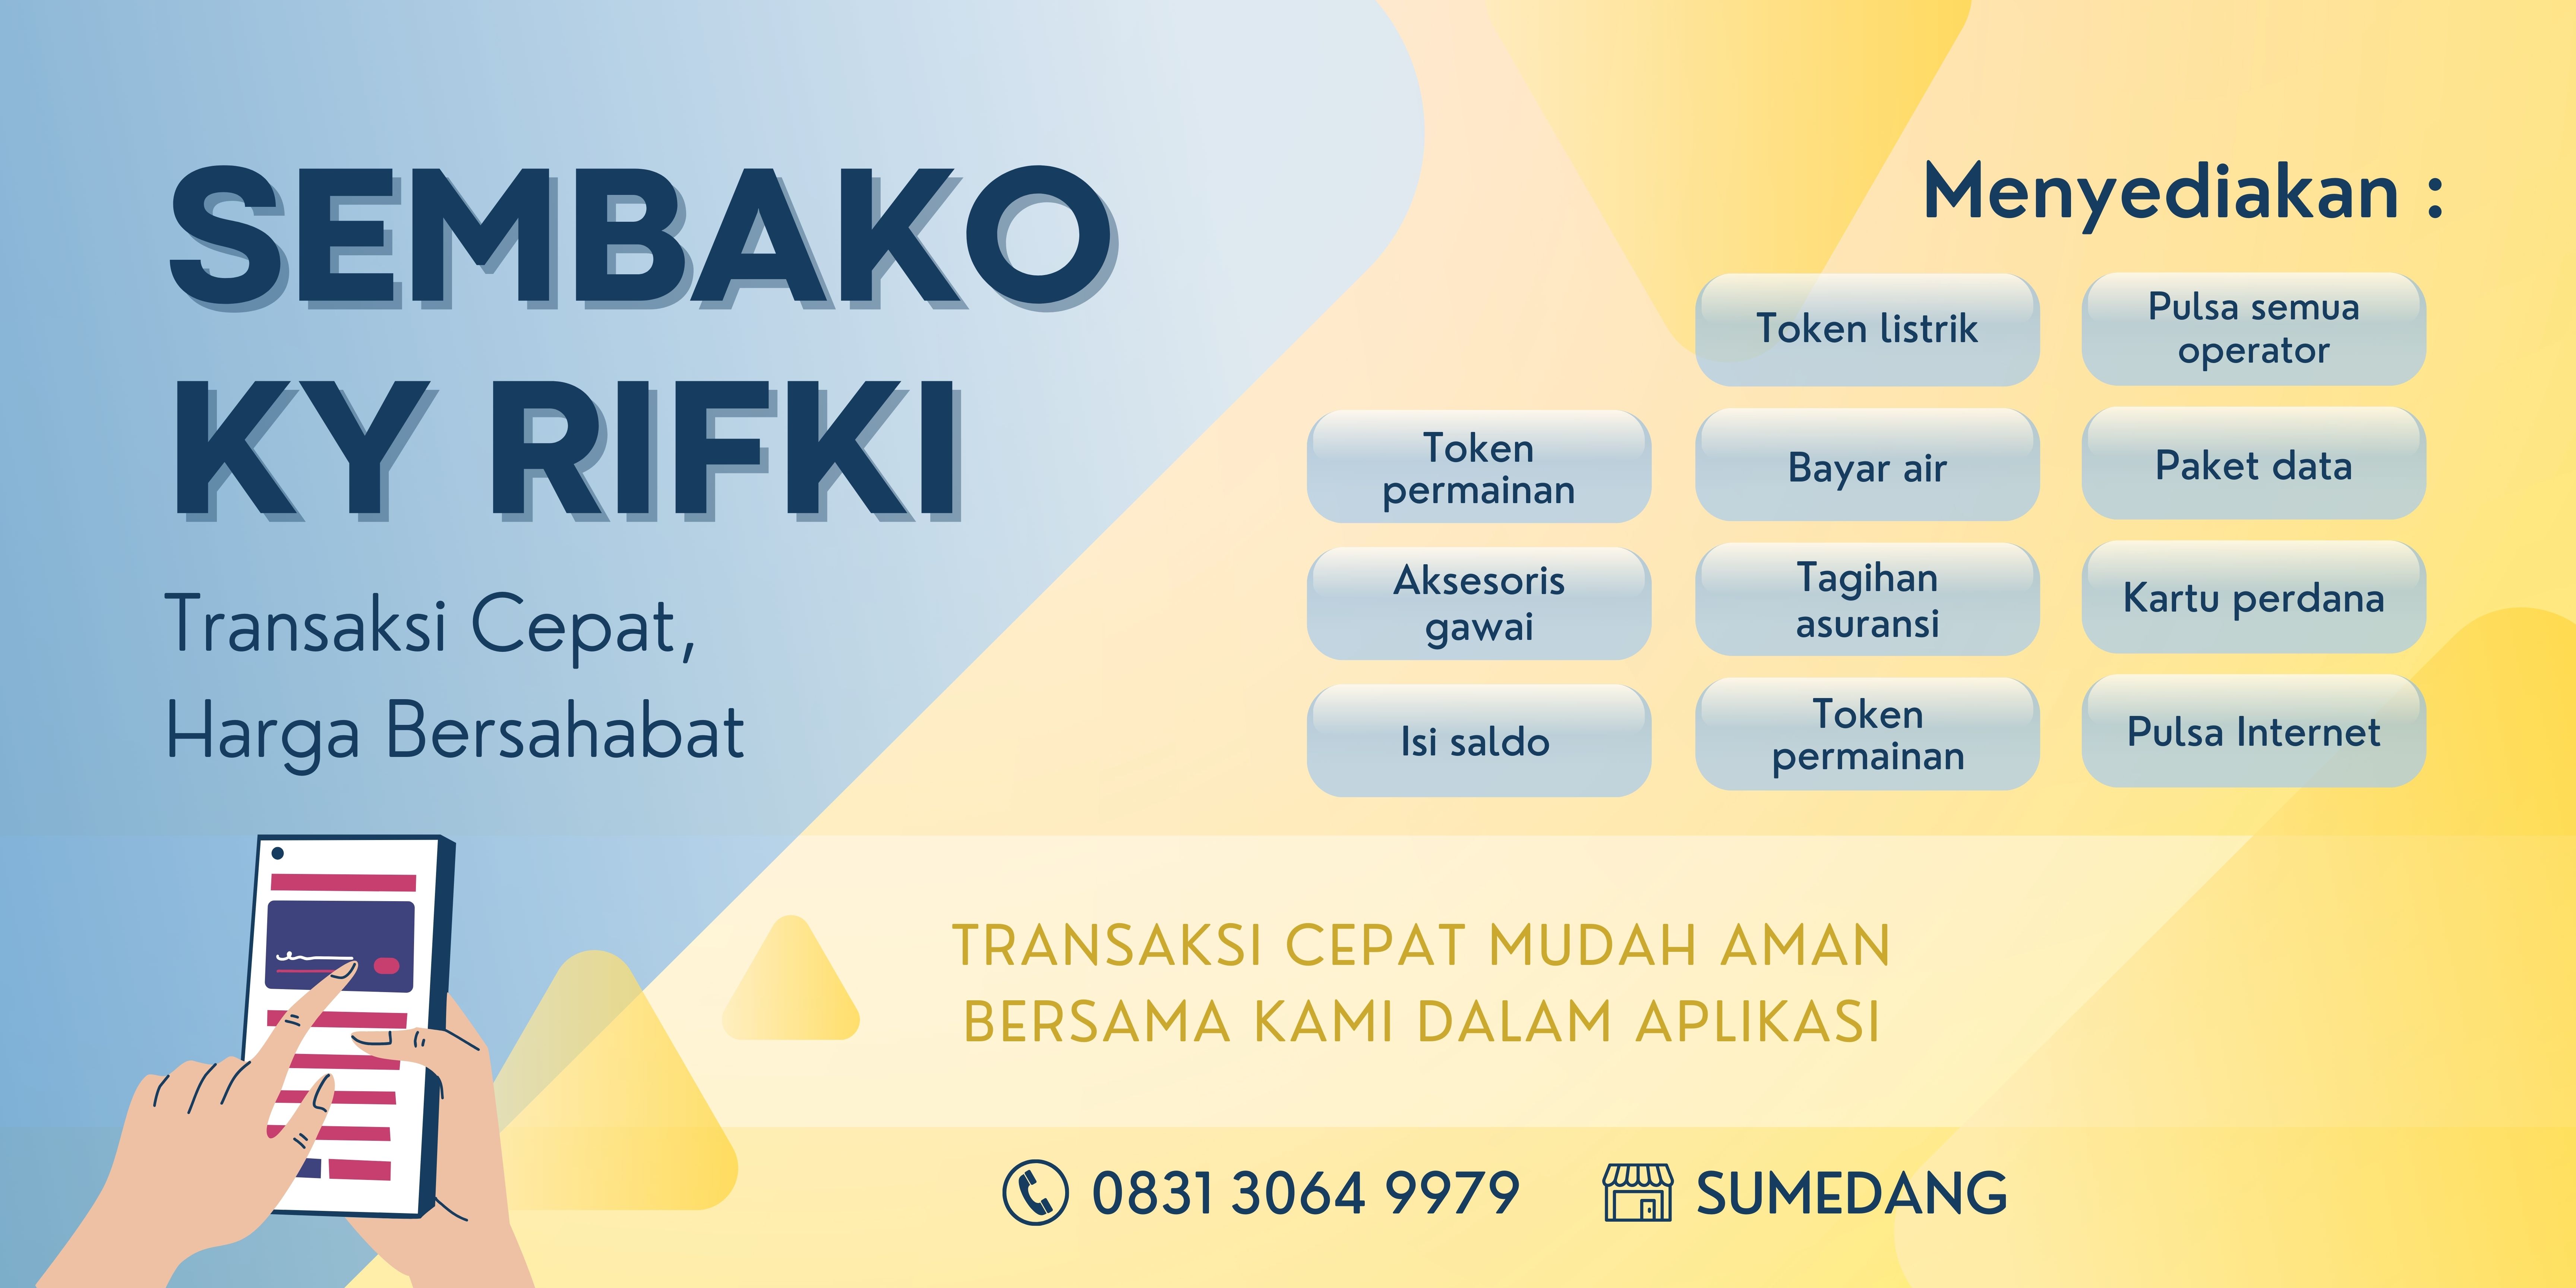 SEMBAKO
KY RIFKI
Transaksi Cepat,
Harga Bersahabat
Menyediakan :
Token listrik
Pulsa semua
operator
Token
permainan
Bayar air
Paket data
Aksesoris
gawai
Tagihan
asuransi
Kartu perdana
Isi saldo
Token
permainan
Pulsa Internet
TRANSAKSI CEPAT MUDAH AMAN
BERSAMA KAMI DALAM APLIKASI
0831 3064 9979
SUMEDANG